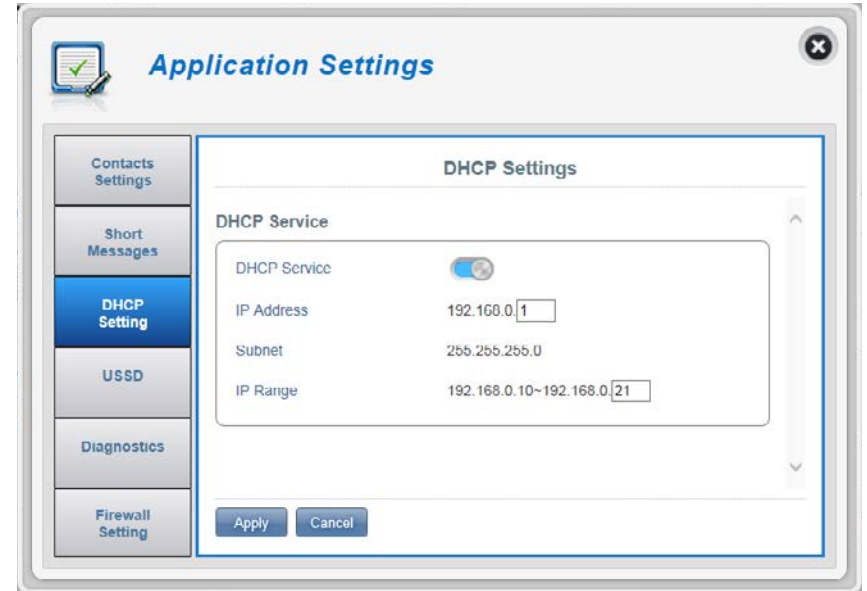 Application Settings
Contacts
Settings
Short
Messages
DHCP
Setting
USSD
Diagnostics
Firewall
Setting
DHCP Settings
DHCP Service
DHCP Service
IP Address 192.168.0.1
Subnet 255.255.255.0
IP Range 192.168.0.10~192.168.0.21
Apply Cancel